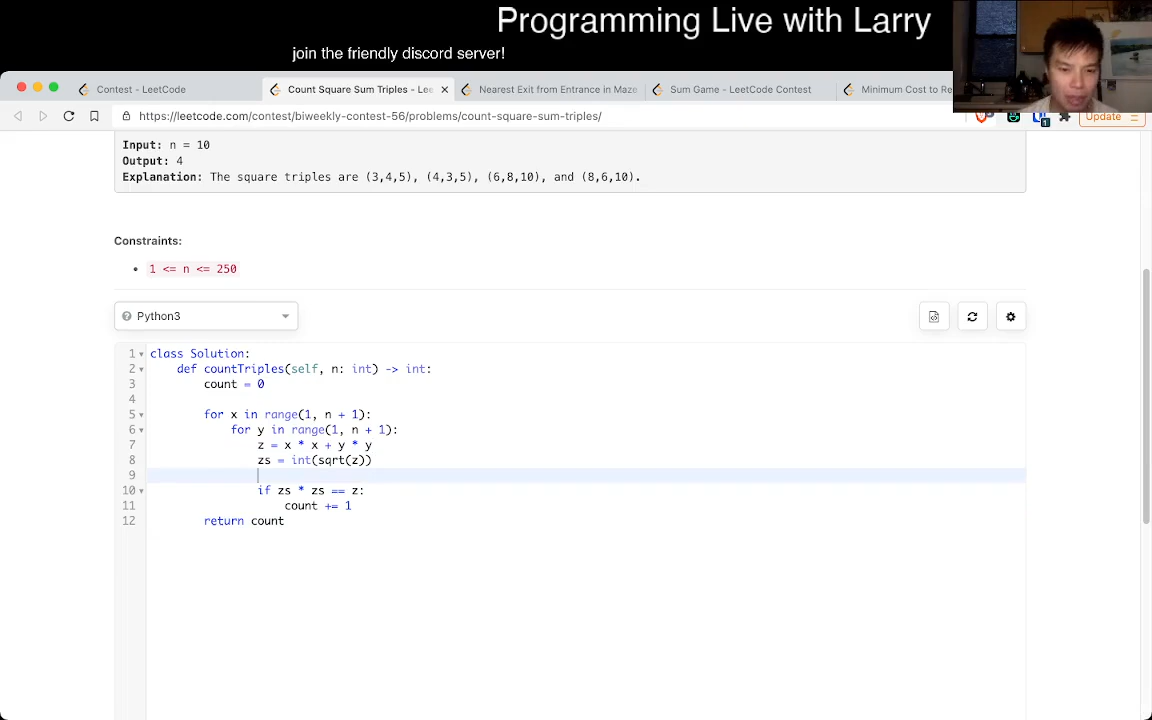 Programming Live with Larry
join the friendly discord server!
Contest - LeetCode
Count Square Sum Triples - Lee
Nearest Exit from Entrance in Maze
Sum Game - LeetCode Contest
Minimum Cost to Re
https://leetcode.com/contest/biweekly-contest-56/problems/count-square-sum-triples/
Update
Input: n = 10
Output: 4
Explanation: The square triples are (3,4,5), (4,3,5), (6,8,10), and (8,6,10).
Constraints:
1 <= n <= 250
Python3
1 class Solution:
2 def countTriples(self, n: int) -> int:
3 count = 0
4
5 for x in range(1, n + 1):
6 for y in range(1, n + 1):
7 z = x * x + y * y
8 zs = int(sqrt(z))
9
10 if zs * zs == z:
11 count += 1
12 return count